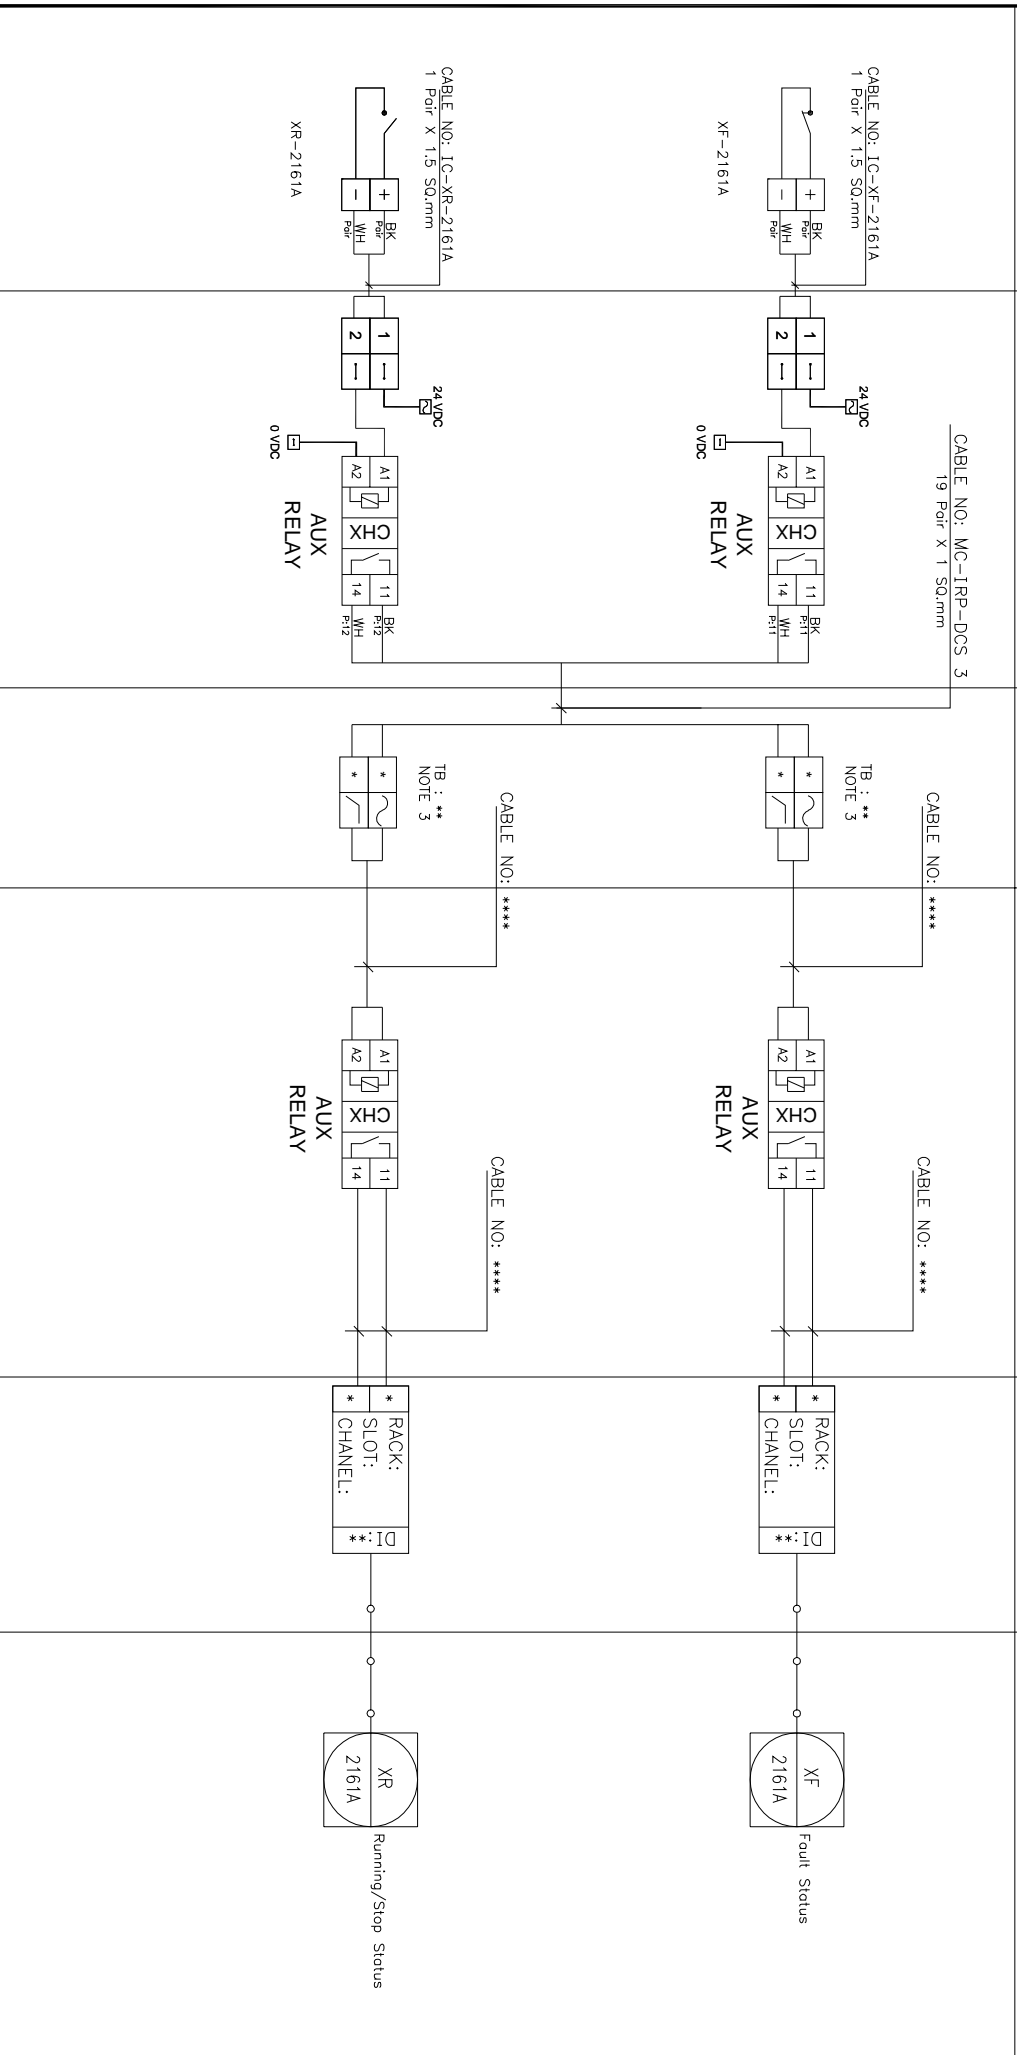 CABLE NO: IC-XF-2161A
1 Pair X 1.5 SQ.mm
XF-2161A
+
-
BK
Pair
WH
Pair
1
2
24 VDC
0 VDC
A1
A2
CHX
11
14
AUX
RELAY
BK
P:11
WH
P:11
CABLE NO: MC-IRP-DCS 3
19 Pair X 1 SQ.mm
TB : **
NOTE 3
*
*
CABLE NO: ****
A1
A2
CHX
11
14
AUX
RELAY
CABLE NO: ****
*
*
RACK:
SLOT:
CHANEL:
DI:**
XF
2161A
Fault Status
CABLE NO: IC-XR-2161A
1 Pair X 1.5 SQ.mm
XR-2161A
+
-
BK
Pair
WH
Pair
1
2
24 VDC
0 VDC
A1
A2
CHX
11
14
AUX
RELAY
BK
P:12
WH
P:12
TB : **
NOTE 3
*
*
CABLE NO: ****
A1
A2
CHX
11
14
AUX
RELAY
CABLE NO: ****
*
*
RACK:
SLOT:
CHANEL:
DI:**
XR
2161A
Running/Stop Status